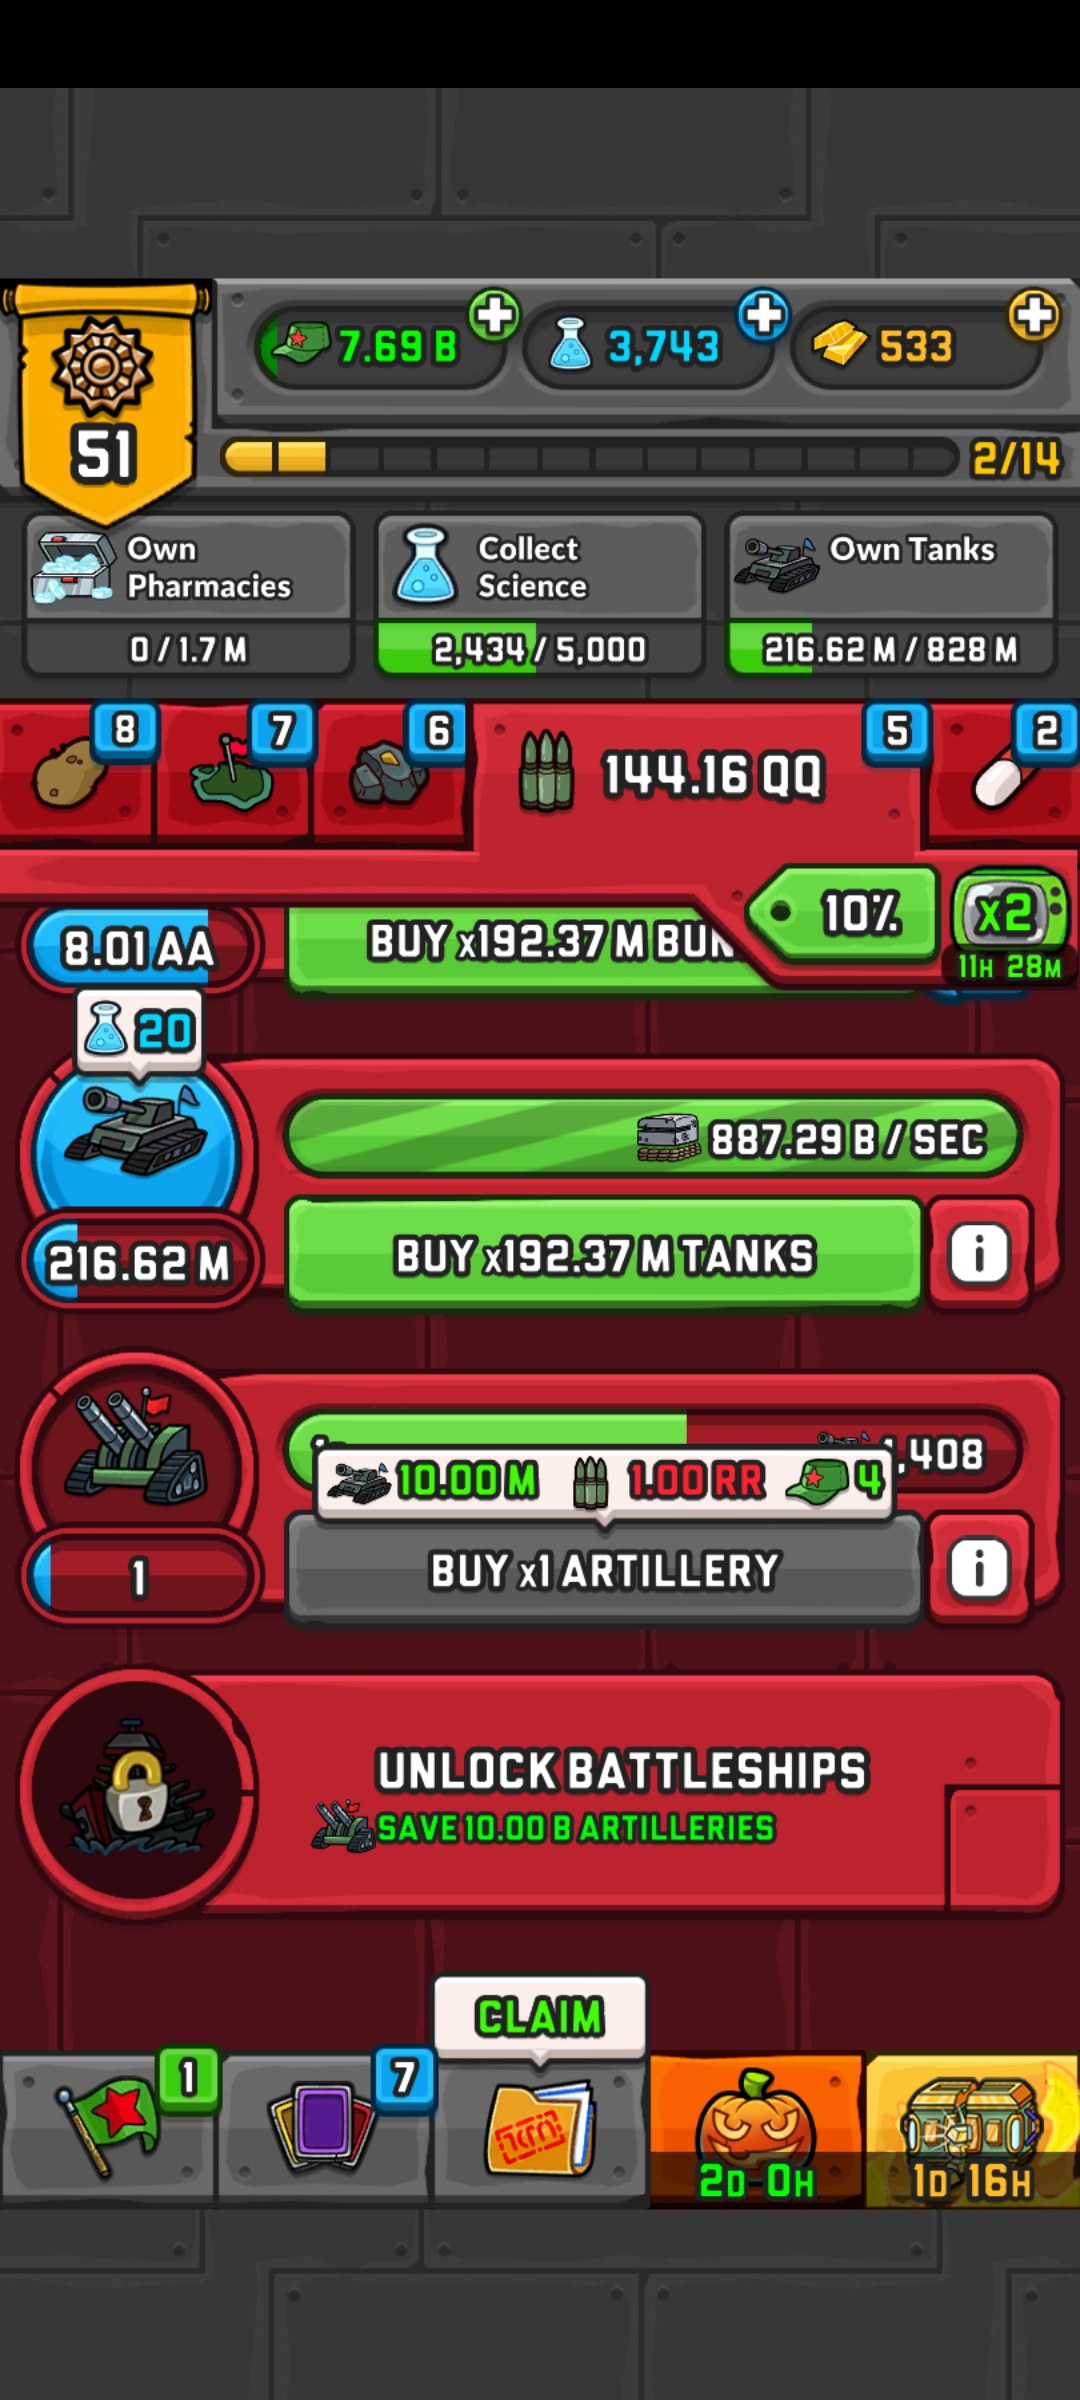 7.69 B
3,743
533
51
2/14
Own Pharmacies
0 / 1.7 M
Collect Science
2,434 / 5,000
Own Tanks
216.62 M / 828 M
8
7
6
144.16 QQ
5
2
10%
x2
11H 28M
8.01 AA
BUY x192.37 M BUN
20
887.29 B / SEC
216.62 M
BUY x192.37 M TANKS
i
,408
10.00 M 1.00 RR 4
1
BUY x1 ARTILLERY
i
UNLOCK BATTLESHIPS
SAVE 10.00 B ARTILLERIES
CLAIM
1
7
2D 0H
1D 16H